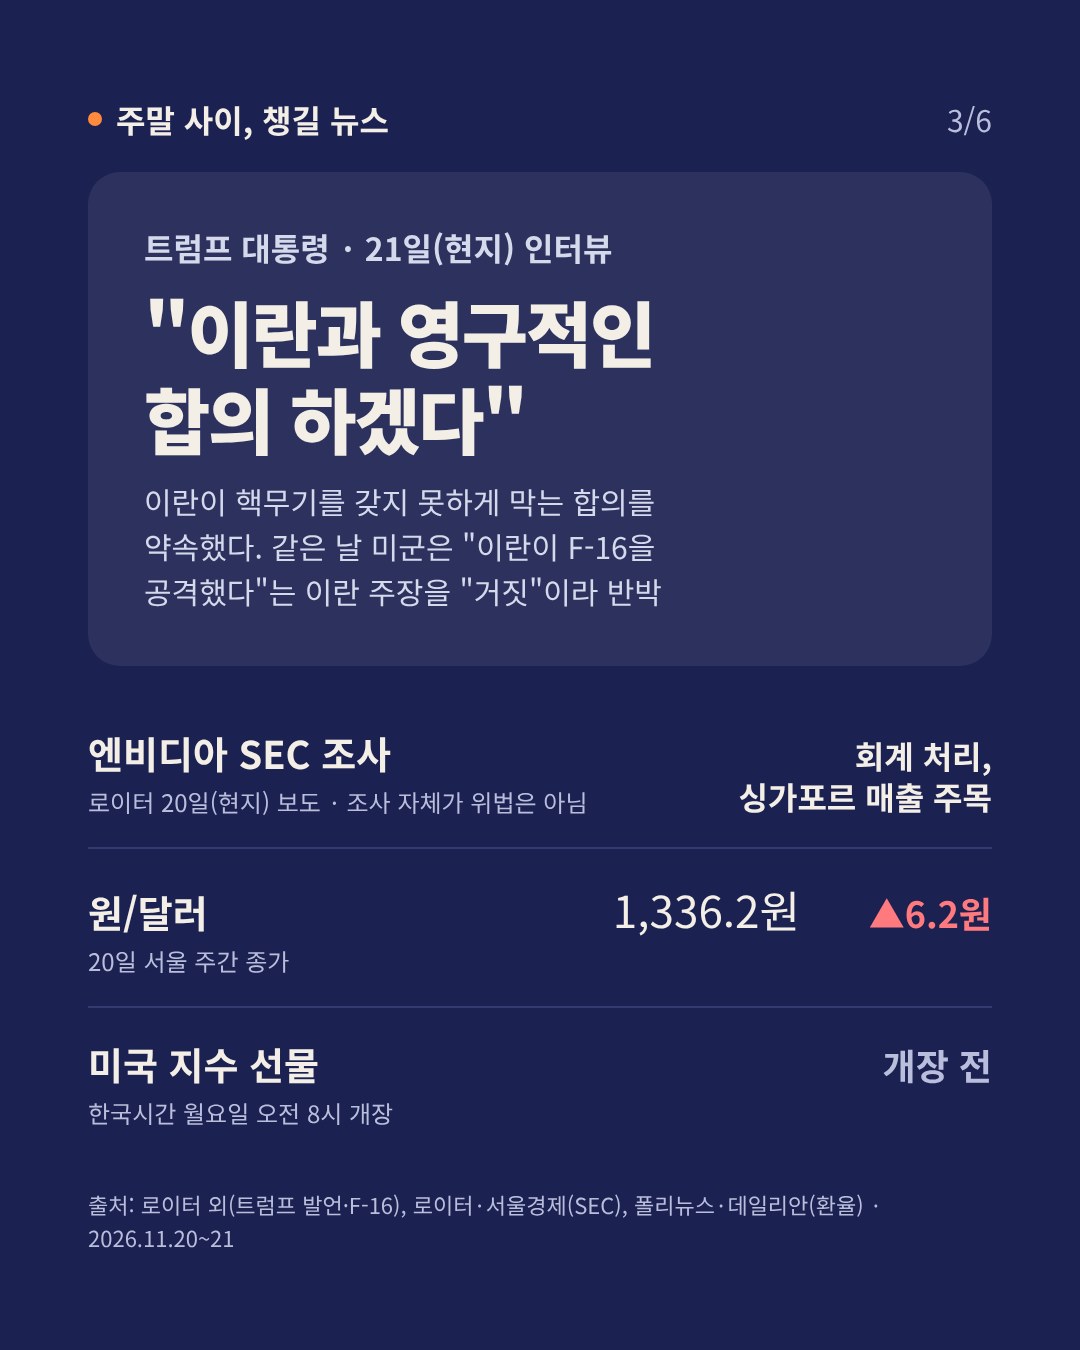 주말 사이, 챙길 뉴스
3/6
트럼프 대통령 · 21일(현지) 인터뷰
"이란과 영구적인
합의 하겠다"
이란이 핵무기를 갖지 못하게 막는 합의를
약속했다. 같은 날 미군은 "이란이 F-16을
공격했다"는 이란 주장을 "거짓"이라 반박
엔비디아 SEC 조사
로이터 20일(현지) 보도 · 조사 자체가 위법은 아님
회계 처리,
싱가포르 매출 주목
원/달러
20일 서울 주간 종가
1,336.2원
▲6.2원
미국 지수 선물
한국시간 월요일 오전 8시 개장
개장 전
출처: 로이터 외(트럼프 발언·F-16), 로이터·서울경제(SEC), 폴리뉴스·데일리안(환율) ·
2026.11.20~21